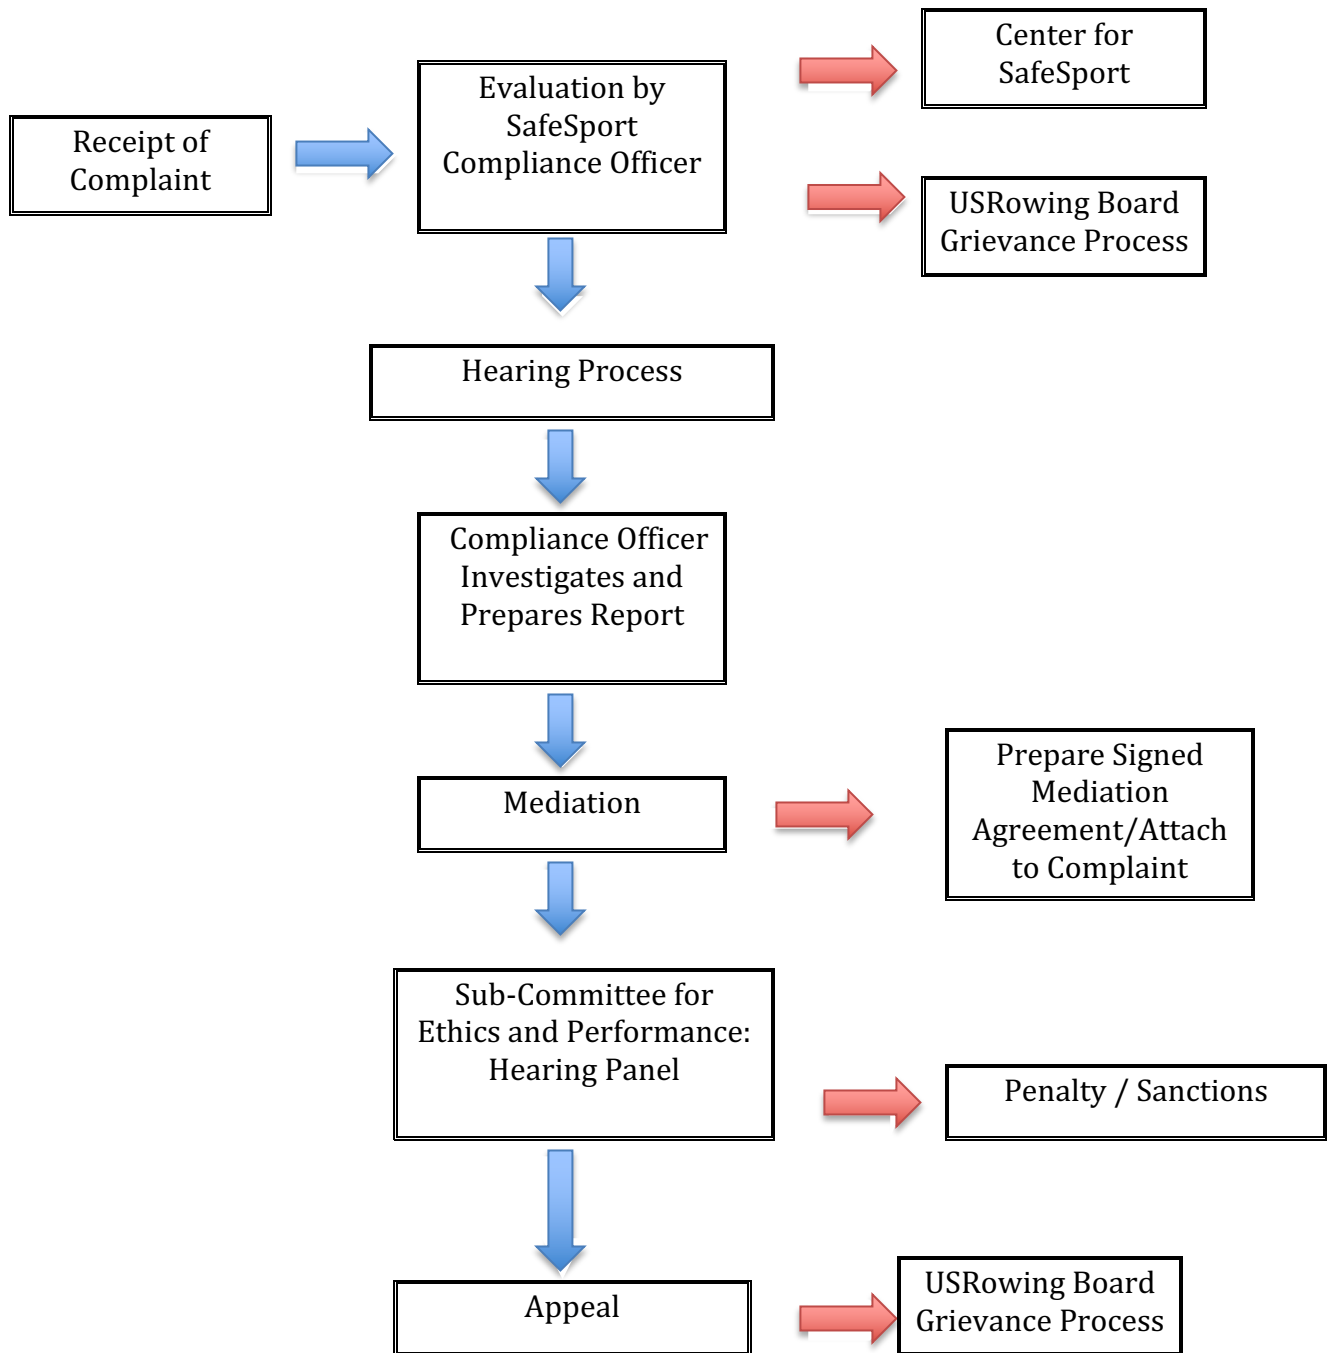 Receipt of
Complaint
Evaluation by
SafeSport
Compliance Officer
Center for
SafeSport
USRowing Board
Grievance Process
Hearing Process
Compliance Officer
Investigates and
Prepares Report
Mediation
Prepare Signed
Mediation
Agreement/Attach
to Complaint
Sub-Committee for
Ethics and Performance:
Hearing Panel
Penalty / Sanctions
Appeal
USRowing Board
Grievance Process